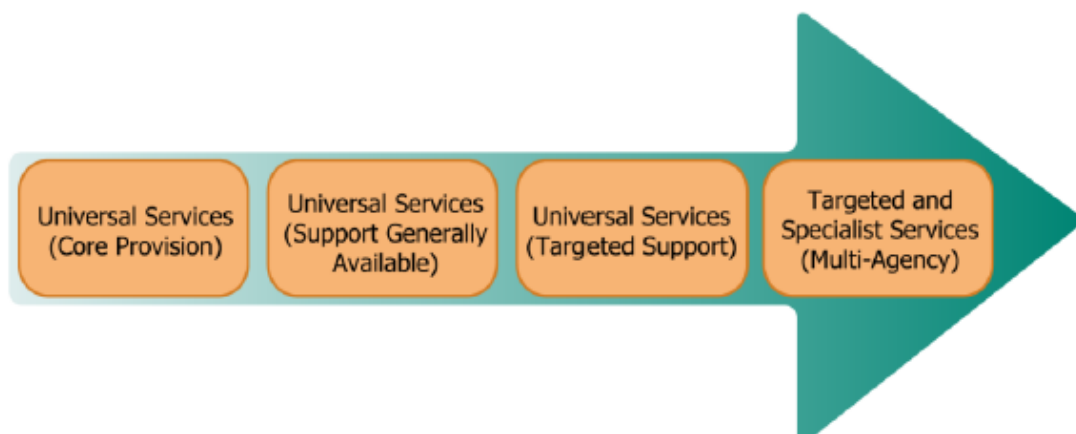 Universal Services
(Core Provision)
Universal Services
(Support Generally
Available)
Universal Services
(Targeted Support)
Targeted and
Specialist Services
(Multi-Agency)